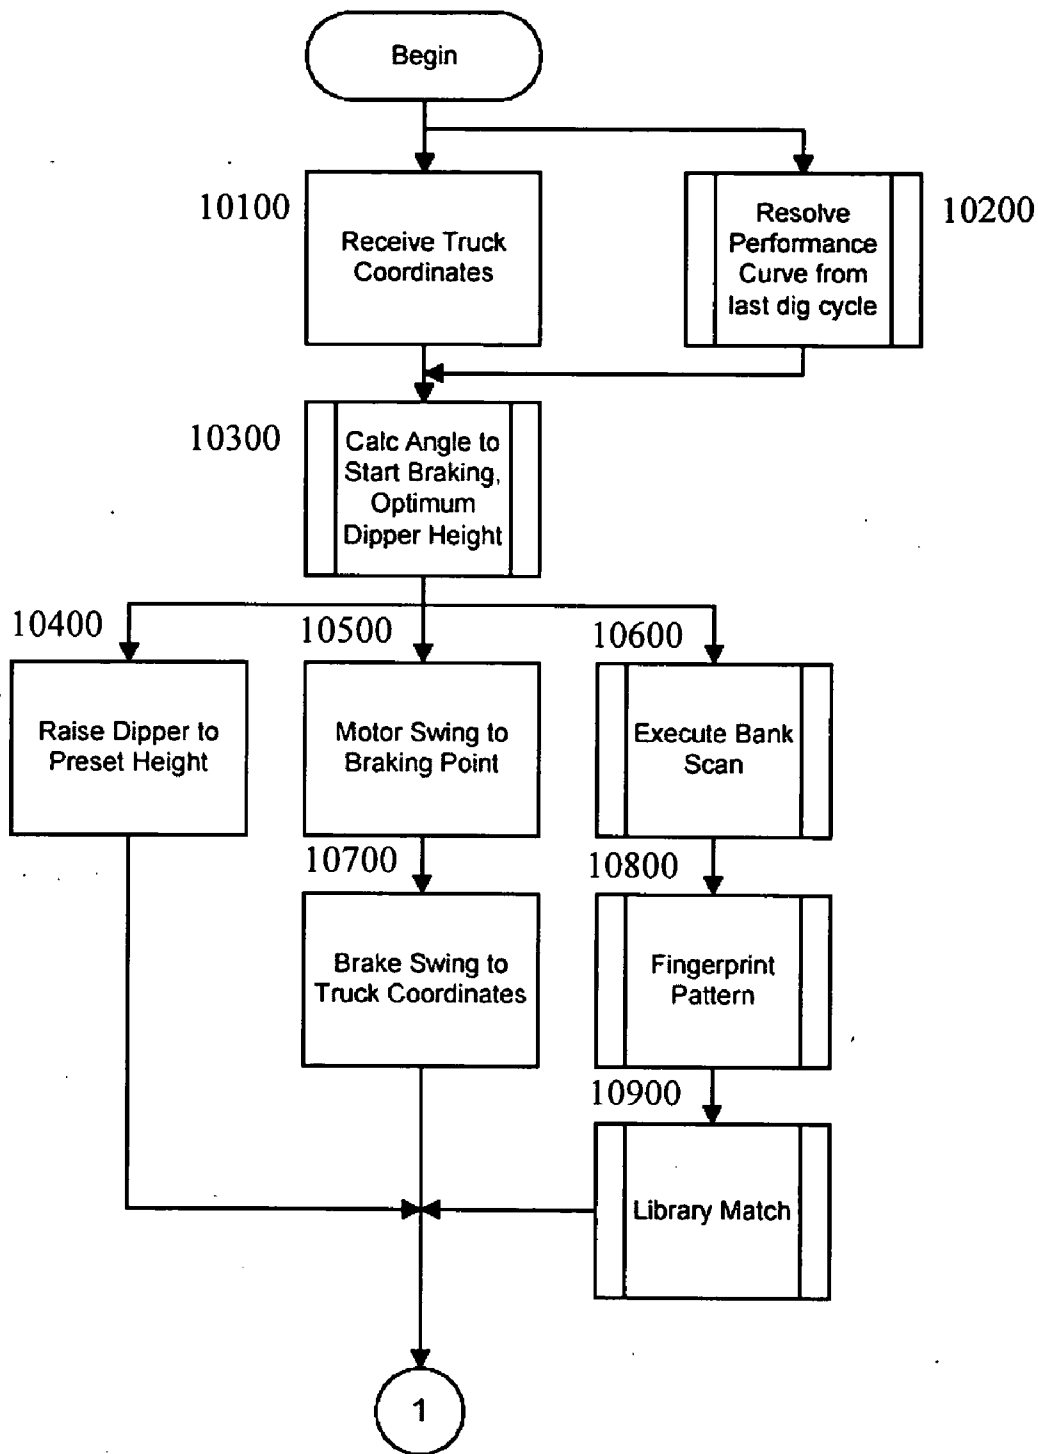 Begin
10100
Receive Truck
Coordinates
Resolve
Performance
Curve from
last dig cycle
10200
10300
Calc Angle to
Start Braking,
Optimum
Dipper Height
10400
10500
10600
Raise Dipper to
Preset Height
Motor Swing to
Braking Point
Execute Bank
Scan
10700
10800
Brake Swing to
Truck Coordinates
Fingerprint
Pattern
10900
Library Match
1